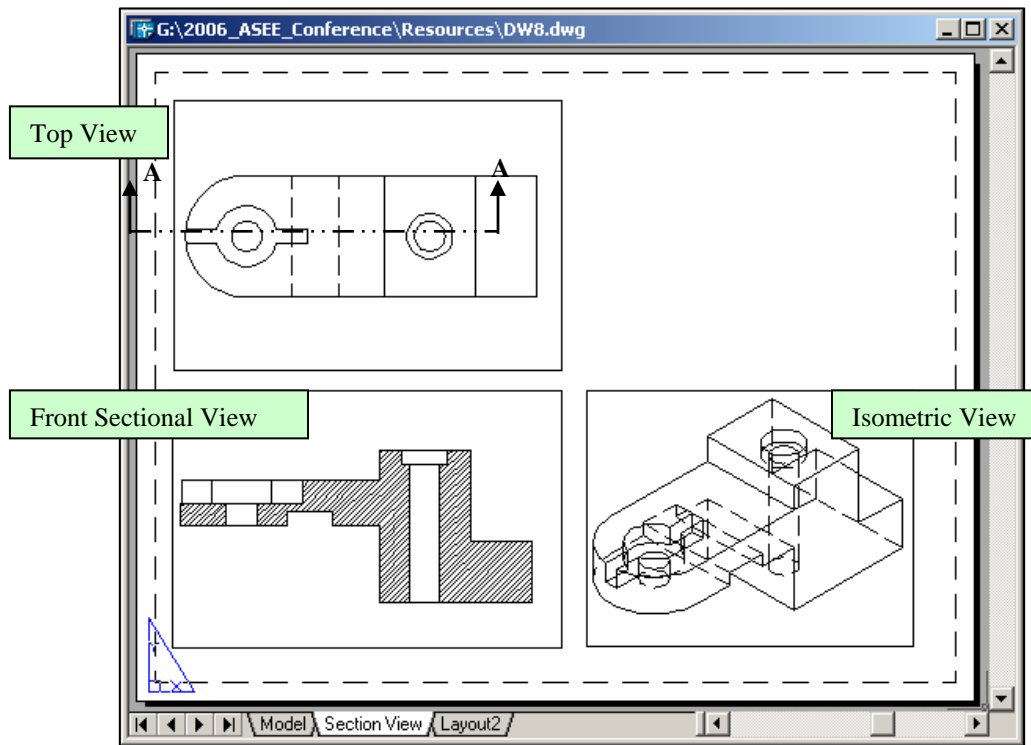 G:\2006_ASEE_Conference\Resources\DW8.dwg
Top View
A
A
Front Sectional View
Isometric View
X
Model
Section View
Layout2